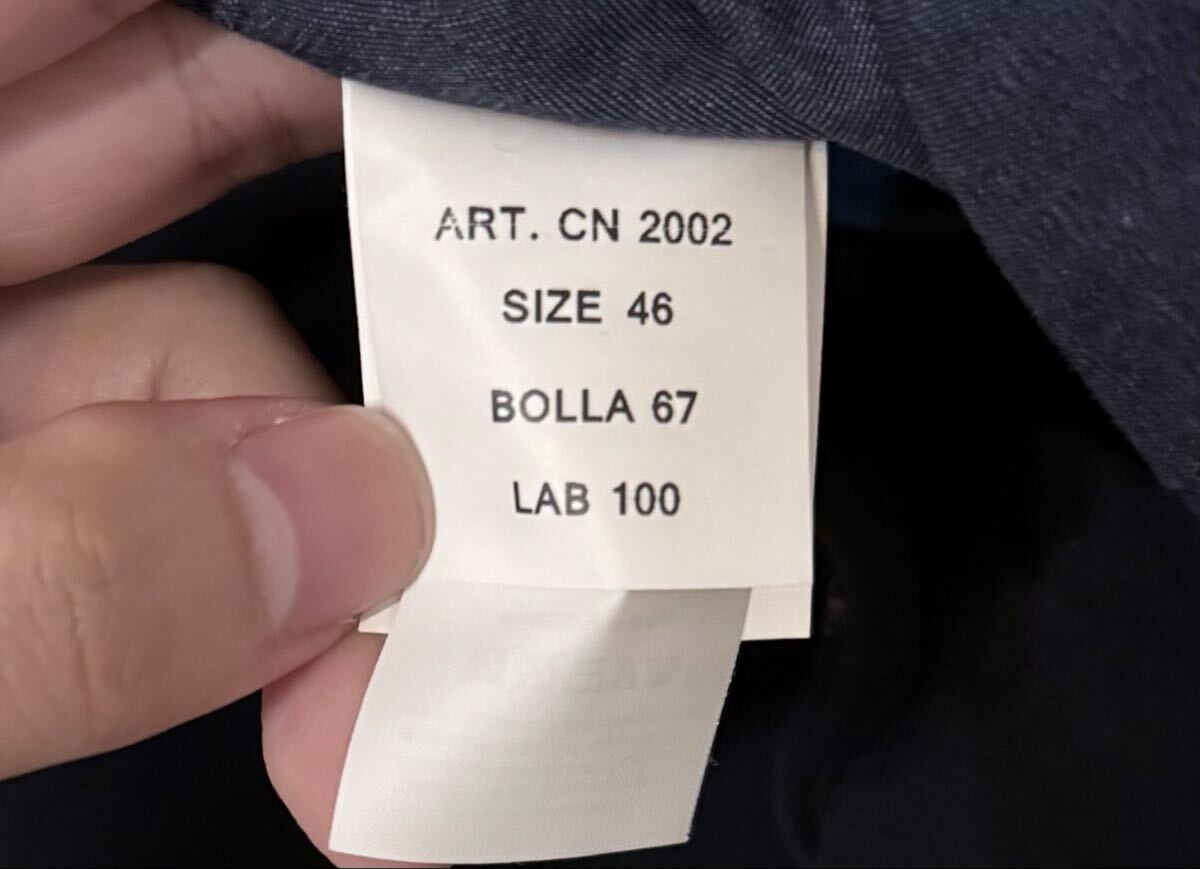 ART. CN 2002
SIZE 46
BOLLA 67
LAB 100